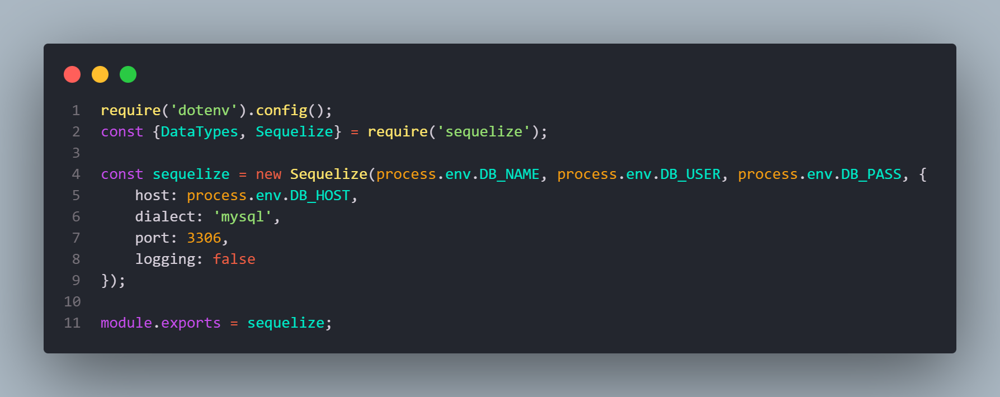 1 require('dotenv').config();
2 const {DataTypes, Sequelize} = require('sequelize');
3
4 const sequelize = new Sequelize(process.env.DB_NAME, process.env.DB_USER, process.env.DB_PASS, {
5     host: process.env.DB_HOST,
6     dialect: 'mysql',
7     port: 3306,
8     logging: false
9 });
10
11 module.exports = sequelize;